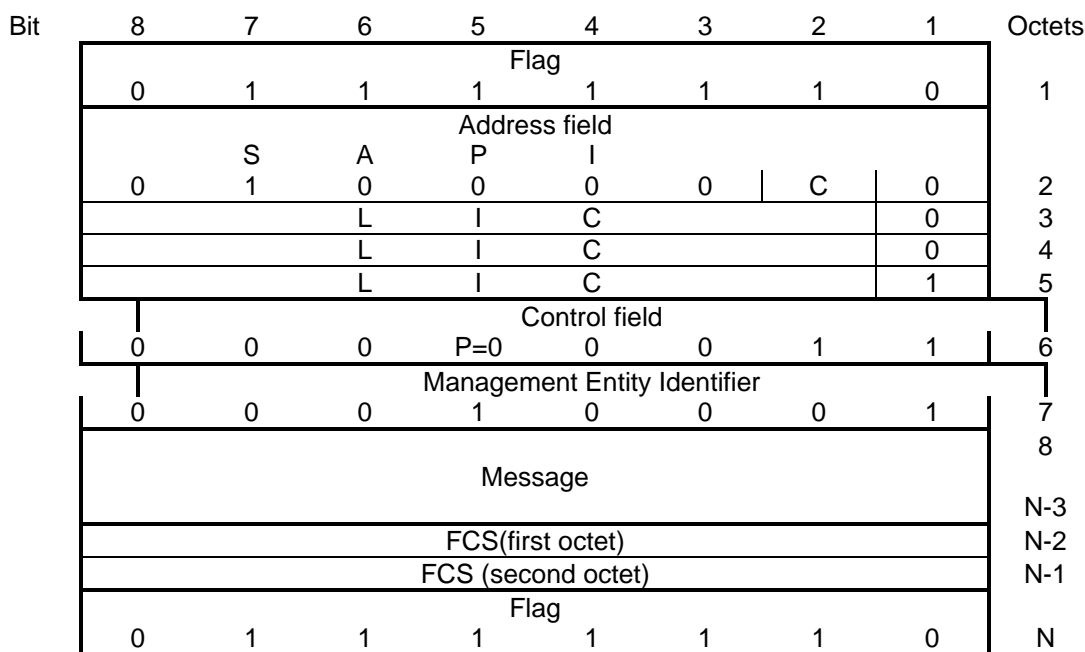 Bit 8 7 6 5 4 3 2 1 Octets
Flag
0 1 1 1 1 1 1 0 1
Address field
S A P I
0 1 0 0 0 0 C 0 2
L I C 0 3
L I C 0 4
L I C 1 5
Control field
0 0 0 P=0 0 0 1 1 6
Management Entity Identifier
0 0 0 1 0 0 0 1 7
8
Message
N-3
FCS(first octet) N-2
FCS (second octet) N-1
Flag
0 1 1 1 1 1 1 0 N